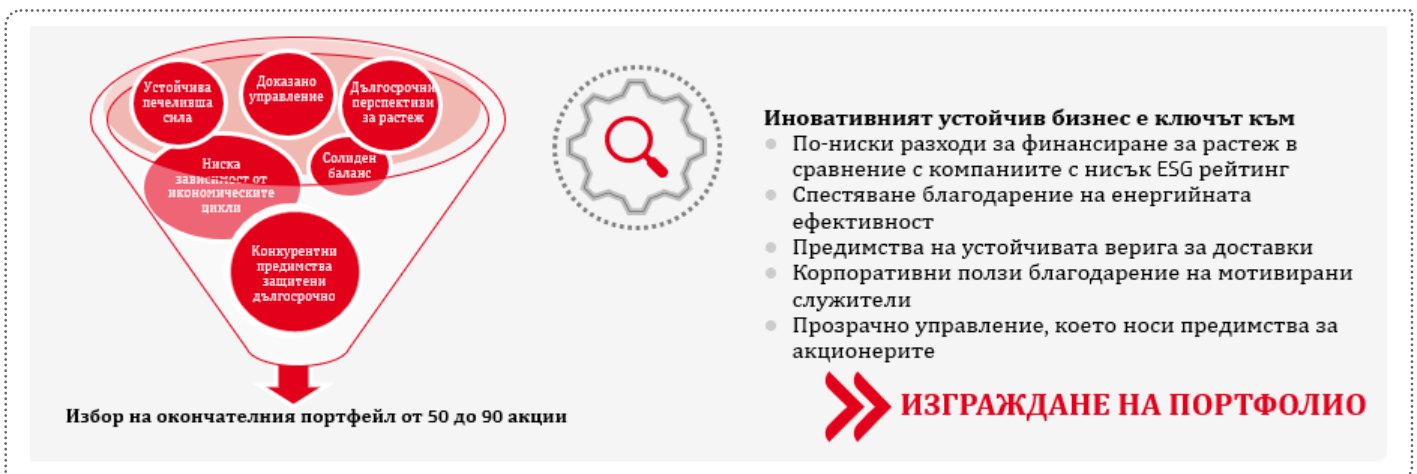 Устойчива
печеливша
сила
Доказано
управление
Дългосрочни
перспективи
за растеж
Ниска
зависимост от
икономическите
цикли
Солиден
баланс
Конкурентни
предимства
защитени
дългосрочно
Избор на окончателния портфейл от 50 до 90 акции
Иновативният устойчив бизнес е ключът към
По-ниски разходи за финансиране за растеж в
сравнение с компаниите с нисък ESG рейтинг
Спестяване благодарение на енергийната
ефективност
Предимства на устойчивата верига за доставки
Корпоративни ползи благодарение на мотивирани
служители
Прозрачно управление, което носи предимства за
акционерите
ИЗГРАЖДАНЕ НА ПОРТФОЛИО